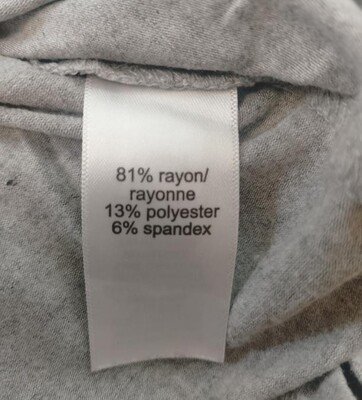 81% rayon/
rayonne
13% polyester
6% spandex